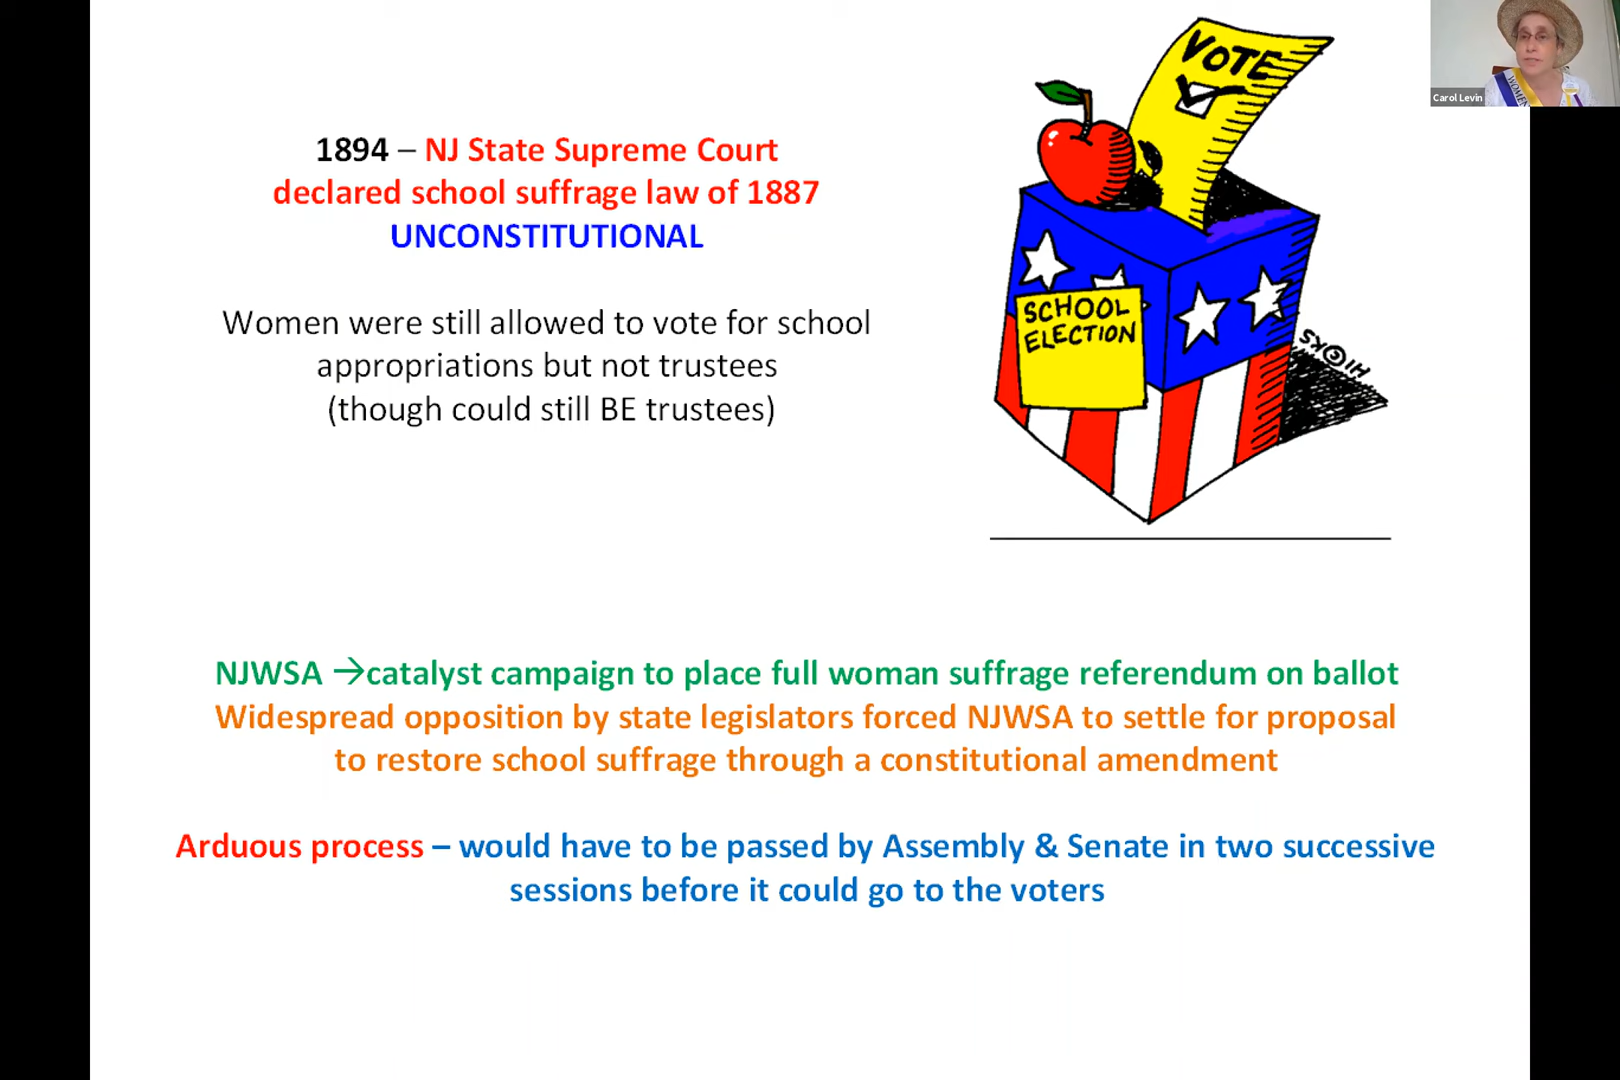 1894 – NJ State Supreme Court
declared school suffrage law of 1887
UNCONSTITUTIONAL
Women were still allowed to vote for school
appropriations but not trustees
(though could still BE trustees)
VOTE
SCHOOL
ELECTION
HICKS
Carol Levin
WOMEN
NJWSA →catalyst campaign to place full woman suffrage referendum on ballot
Widespread opposition by state legislators forced NJWSA to settle for proposal
to restore school suffrage through a constitutional amendment
Arduous process – would have to be passed by Assembly & Senate in two successive
sessions before it could go to the voters